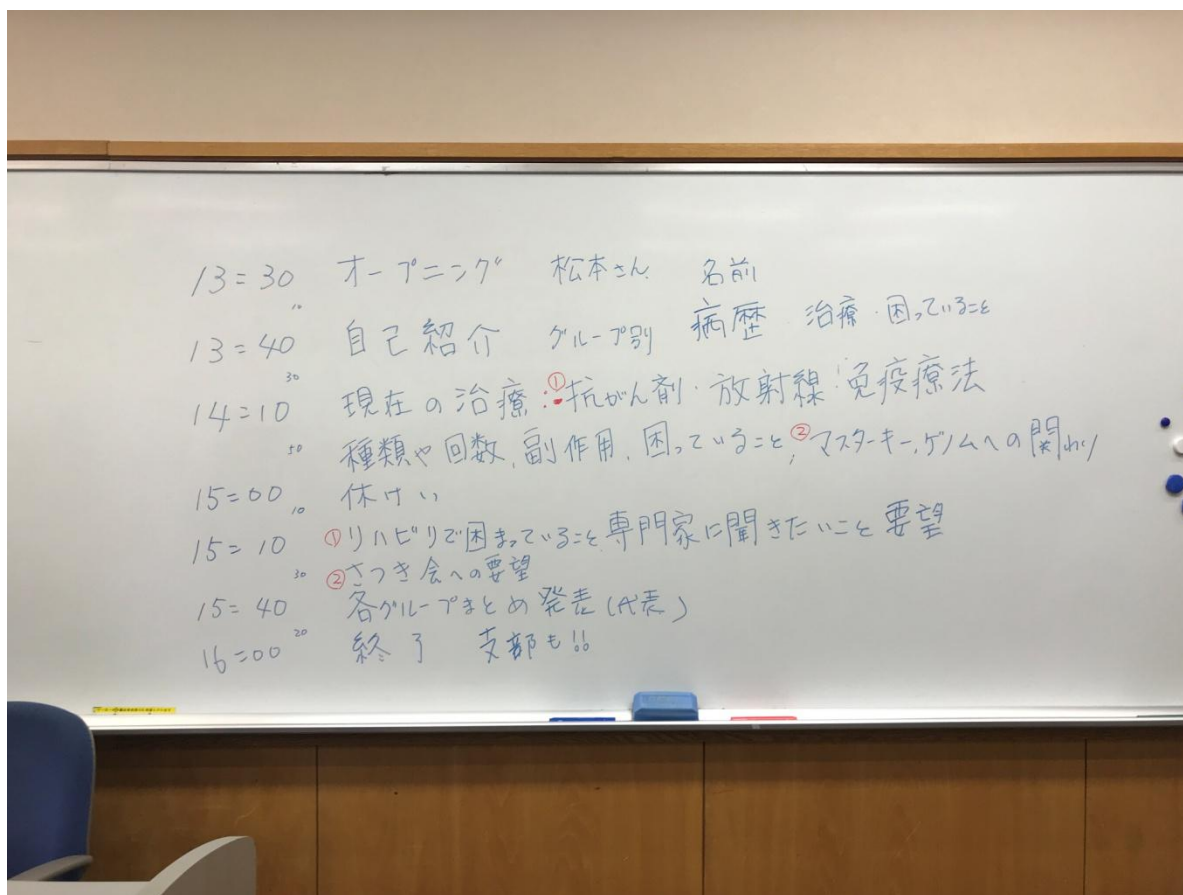 13=30 オープニング 松本さん 名前
10
13=40 自己紹介 グループ別 病歴 治療・困っていること
30
14=10 現在の治療:①抗がん剤・放射線・免疫療法
50 種類や回数、副作用、困っていること、②マスターキー、ゲノムへの関わり
15=00 休けい
10
15=10 ①リハビリで困まっていること、専門家に聞きたいこと 要望
30 ②さつき会への要望
15=40 各グループまとめ発表(代表)
20
16=00 終了 支部も!!